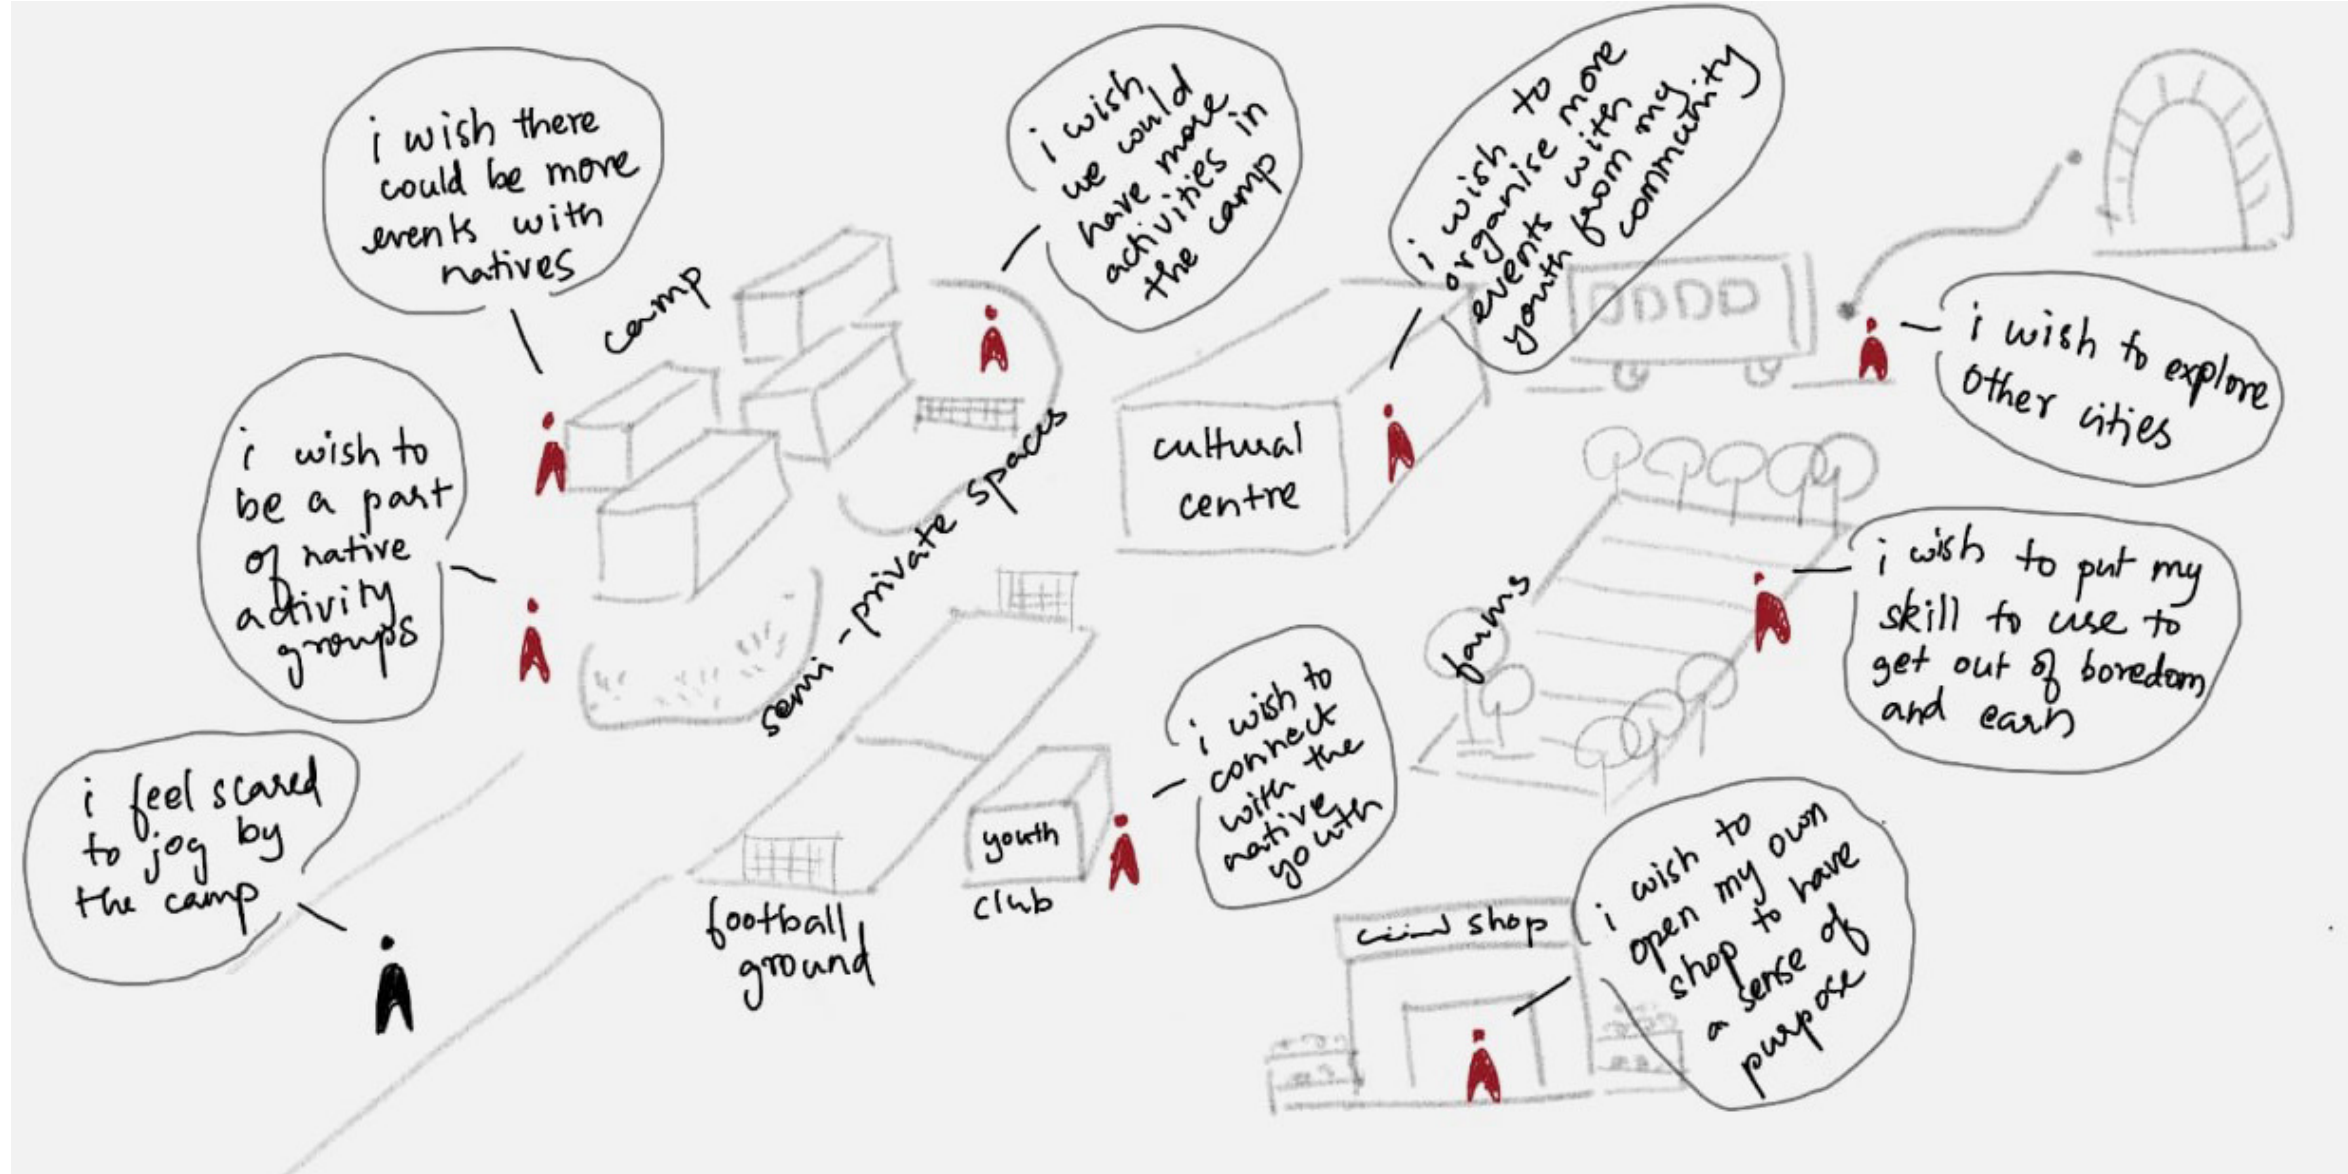 i wish there
could be more
events with
natives
camp
i wish
we would
have more
activities in
the camp
i wish to
organise more
events with
youth from my
community
i wish to explore
other cities
cultural
centre
i wish to
be a part
of native
activity
groups
semi-private spaces
farms
i wish to put my
skill to use to
get out of boredom
and earn
i feel scared
to jog by
the camp
football
ground
youth
club
i wish to
connect
with the
native
youth
shop
i wish to
open my own
shop to have
a sense of
purpose